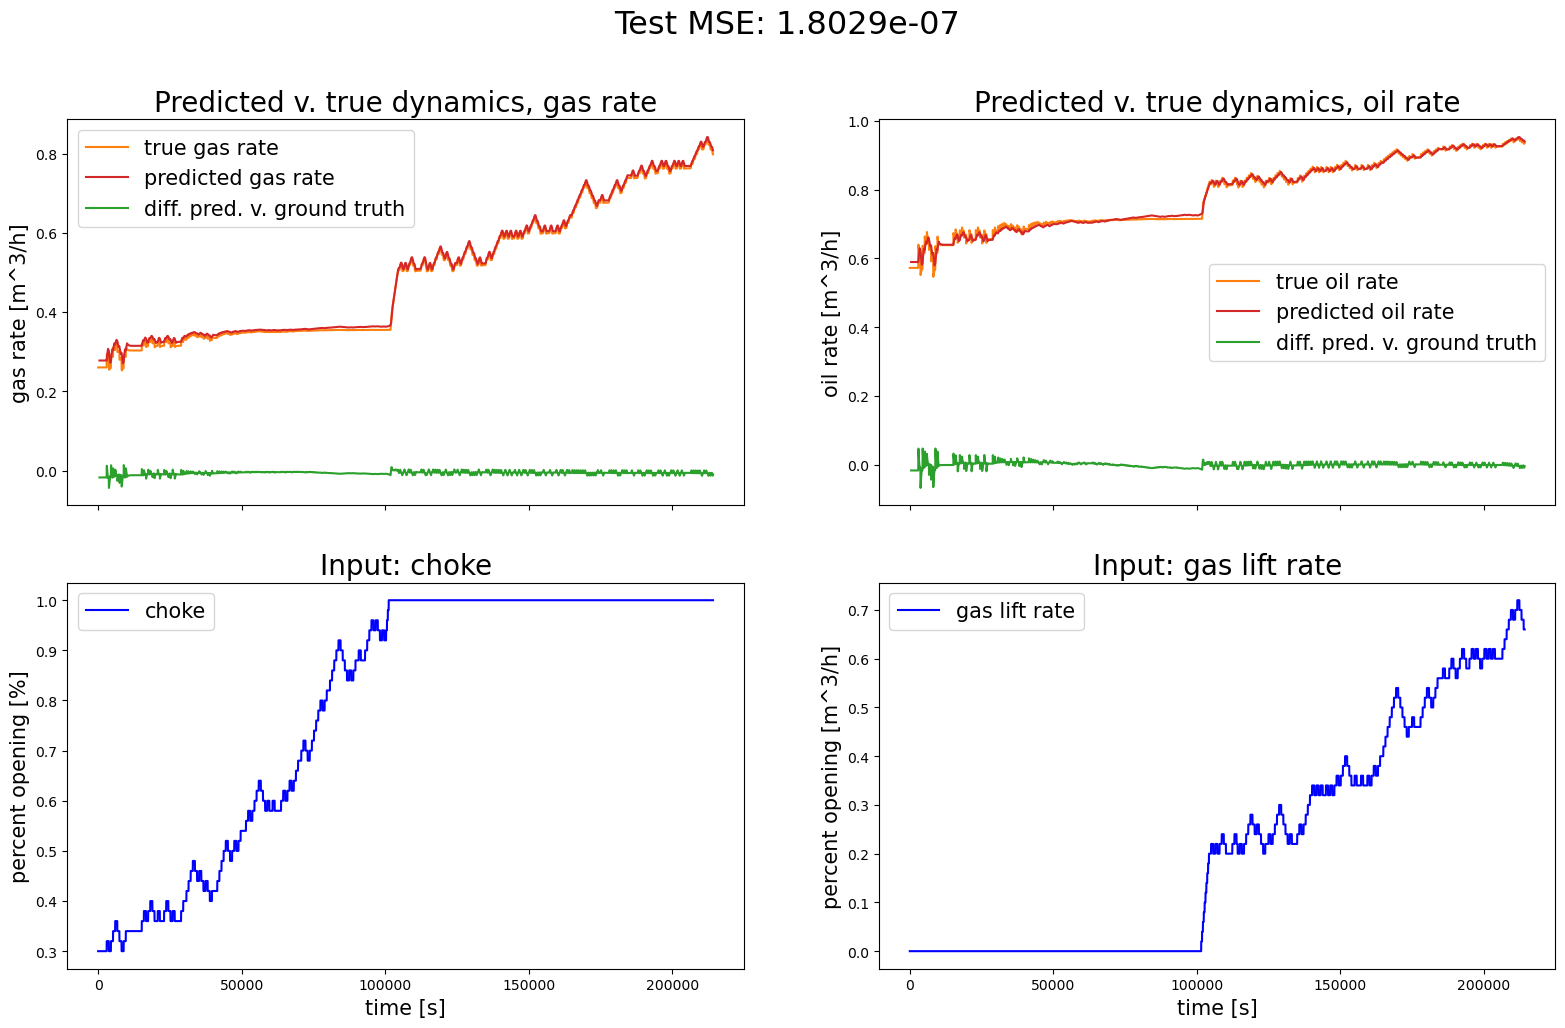 Test MSE: 1.8029e-07
Predicted v. true dynamics, gas rate
gas rate [m^3/h]
0.8
0.6
0.4
0.2
0.0
true gas rate
predicted gas rate
diff. pred. v. ground truth
Predicted v. true dynamics, oil rate
oil rate [m^3/h]
1.0
0.8
0.6
0.4
0.2
0.0
true oil rate
predicted oil rate
diff. pred. v. ground truth
Input: choke
percent opening [%]
1.0
0.9
0.8
0.7
0.6
0.5
0.4
0.3
choke
0 50000 100000 150000 200000
time [s]
Input: gas lift rate
percent opening [m^3/h]
0.7
0.6
0.5
0.4
0.3
0.2
0.1
0.0
gas lift rate
0 50000 100000 150000 200000
time [s]